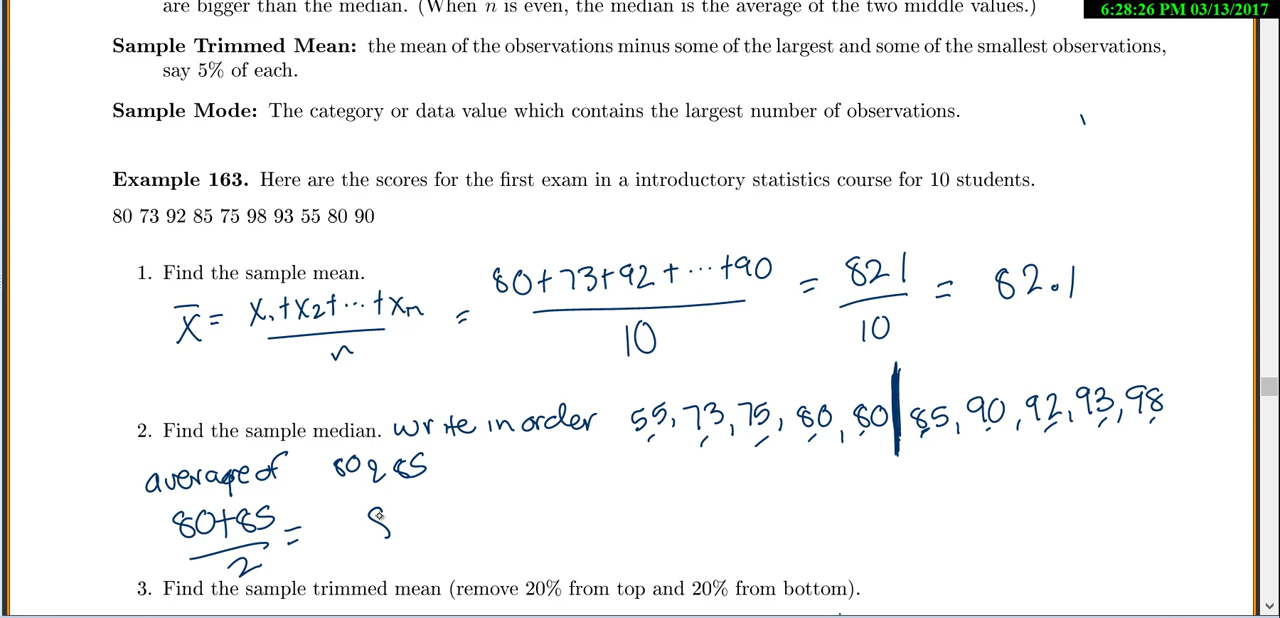 are bigger than the median. (When n is even, the median is the average of the two middle values.)
6:28:26 PM 03/13/2017
Sample Trimmed Mean: the mean of the observations minus some of the largest and some of the smallest observations,
say 5% of each.
Sample Mode: The category or data value which contains the largest number of observations.
Example 163. Here are the scores for the first exam in a introductory statistics course for 10 students.
80 73 92 85 75 98 93 55 80 90
1. Find the sample mean.
x̄ = (x₁+x₂+⋯+xₙ)/n = (80+73+92+⋯+90)/10 = 821/10 = 82.1
2. Find the sample median. write in order 55, 73, 75, 80, 80 | 85, 90, 92, 93, 98
average of 80 & 85
(80+85)/2 = 8
3. Find the sample trimmed mean (remove 20% from top and 20% from bottom).